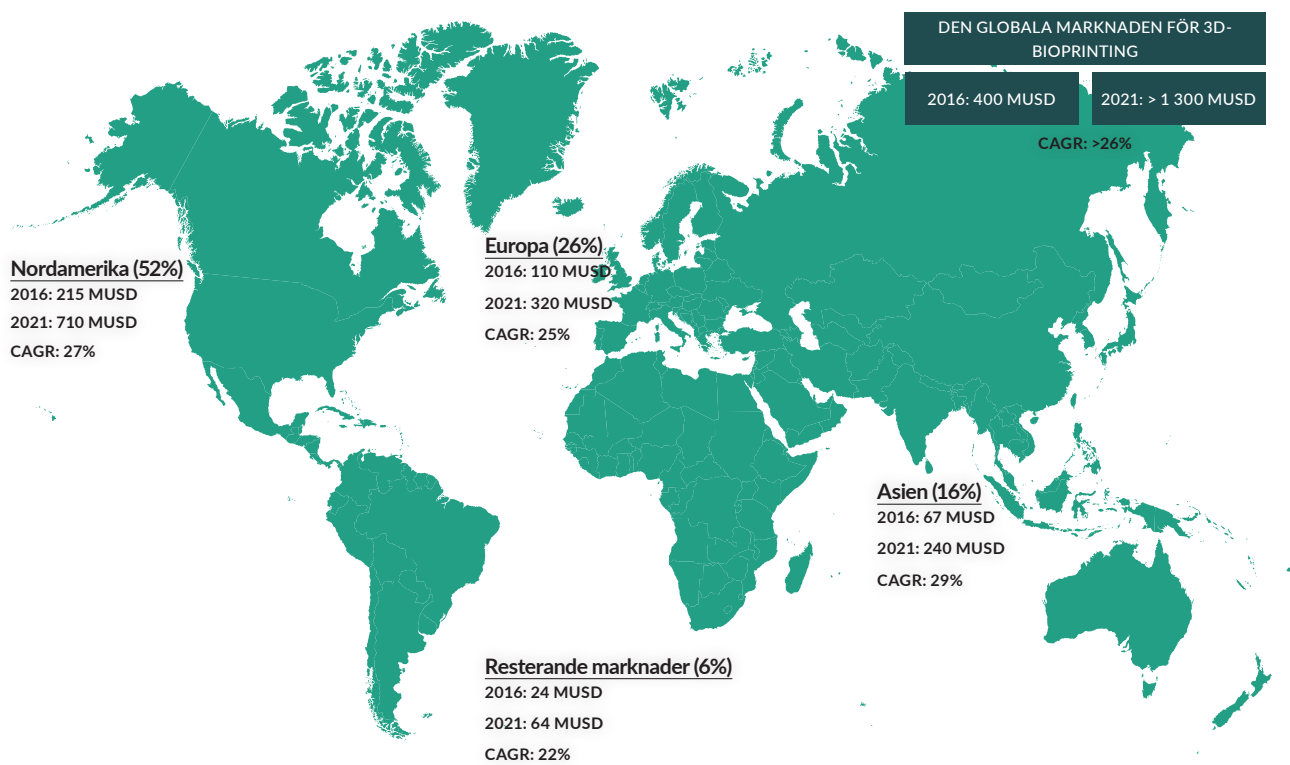 DEN GLOBALA MARKNADEN FÖR 3D-
BIOPRINTING
2016: 400 MUSD
2021: > 1 300 MUSD
CAGR: >26%
Nordamerika (52%)
2016: 215 MUSD
2021: 710 MUSD
CAGR: 27%
Europa (26%)
2016: 110 MUSD
2021: 320 MUSD
CAGR: 25%
Asien (16%)
2016: 67 MUSD
2021: 240 MUSD
CAGR: 29%
Resterande marknader (6%)
2016: 24 MUSD
2021: 64 MUSD
CAGR: 22%